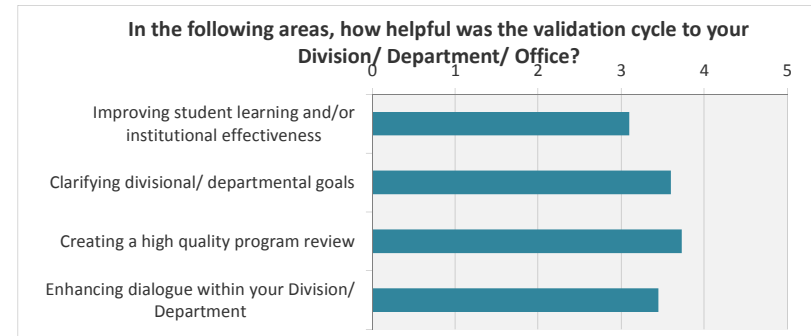 In the following areas, how helpful was the validation cycle to your
Division/ Department/ Office?
0 1 2 3 4 5
Improving student learning and/or
institutional effectiveness
Clarifying divisional/ departmental goals
Creating a high quality program review
Enhancing dialogue within your Division/
Department